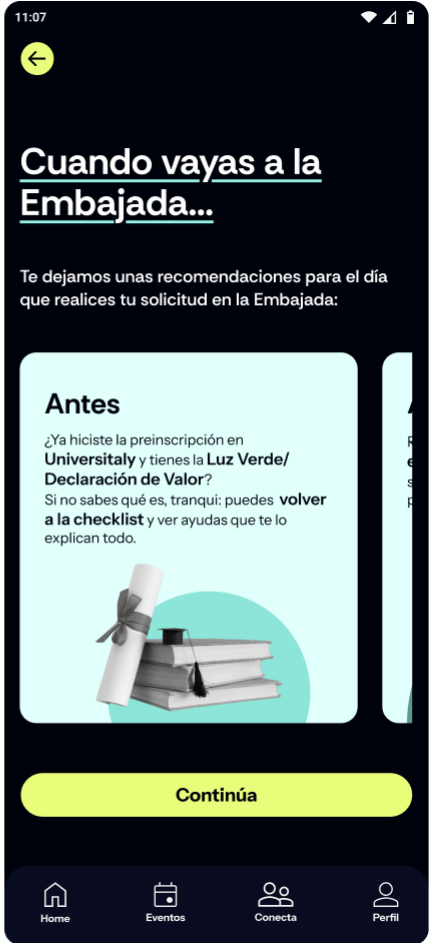 11:07
Cuando vayas a la
Embajada...
Te dejamos unas recomendaciones para el día
que realices tu solicitud en la Embajada:
Antes
¿Ya hiciste la preinscripción en
Universitaly y tienes la Luz Verde/
Declaración de Valor?
Si no sabes qué es, tranqui: puedes volver
a la checklist y ver ayudas que te lo
explican todo.
Continúa
Home
Eventos
Conecta
Perfil